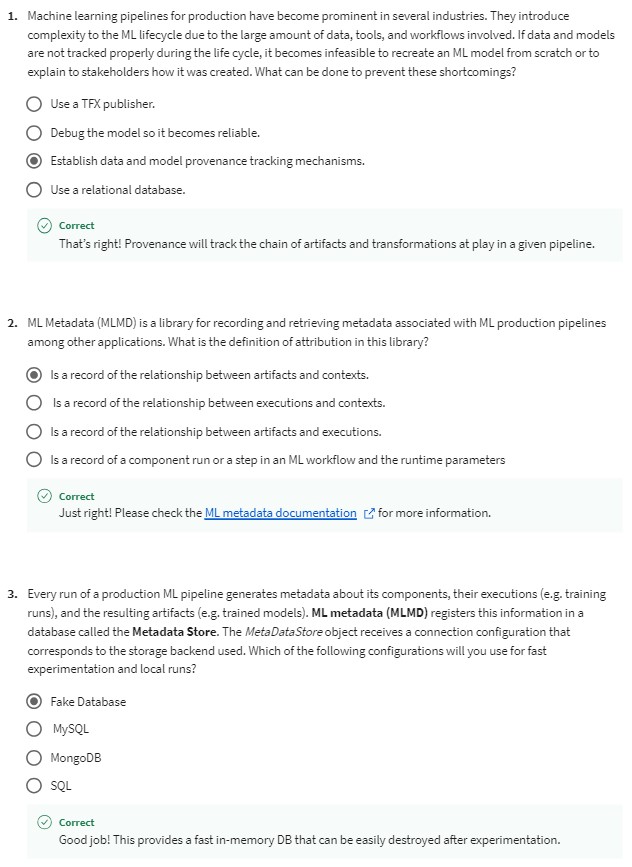 1. Machine learning pipelines for production have become prominent in several industries. They introduce
complexity to the ML lifecycle due to the large amount of data, tools, and workflows involved. If data and models
are not tracked properly during the life cycle, it becomes infeasible to recreate an ML model from scratch or to
explain to stakeholders how it was created. What can be done to prevent these shortcomings?
Use a TFX publisher.
Debug the model so it becomes reliable.
Establish data and model provenance tracking mechanisms.
Use a relational database.
Correct
That's right! Provenance will track the chain of artifacts and transformations at play in a given pipeline.
2. ML Metadata (MLMD) is a library for recording and retrieving metadata associated with ML production pipelines
among other applications. What is the definition of attribution in this library?
Is a record of the relationship between artifacts and contexts.
Is a record of the relationship between executions and contexts.
Is a record of the relationship between artifacts and executions.
Is a record of a component run or a step in an ML workflow and the runtime parameters
Correct
Just right! Please check the ML metadata documentation for more information.
3. Every run of a production ML pipeline generates metadata about its components, their executions (e.g. training
runs), and the resulting artifacts (e.g. trained models). ML metadata (MLMD) registers this information in a
database called the Metadata Store. The MetaDataStore object receives a connection configuration that
corresponds to the storage backend used. Which of the following configurations will you use for fast
experimentation and local runs?
Fake Database
MySQL
MongoDB
SQL
Correct
Good job! This provides a fast in-memory DB that can be easily destroyed after experimentation.